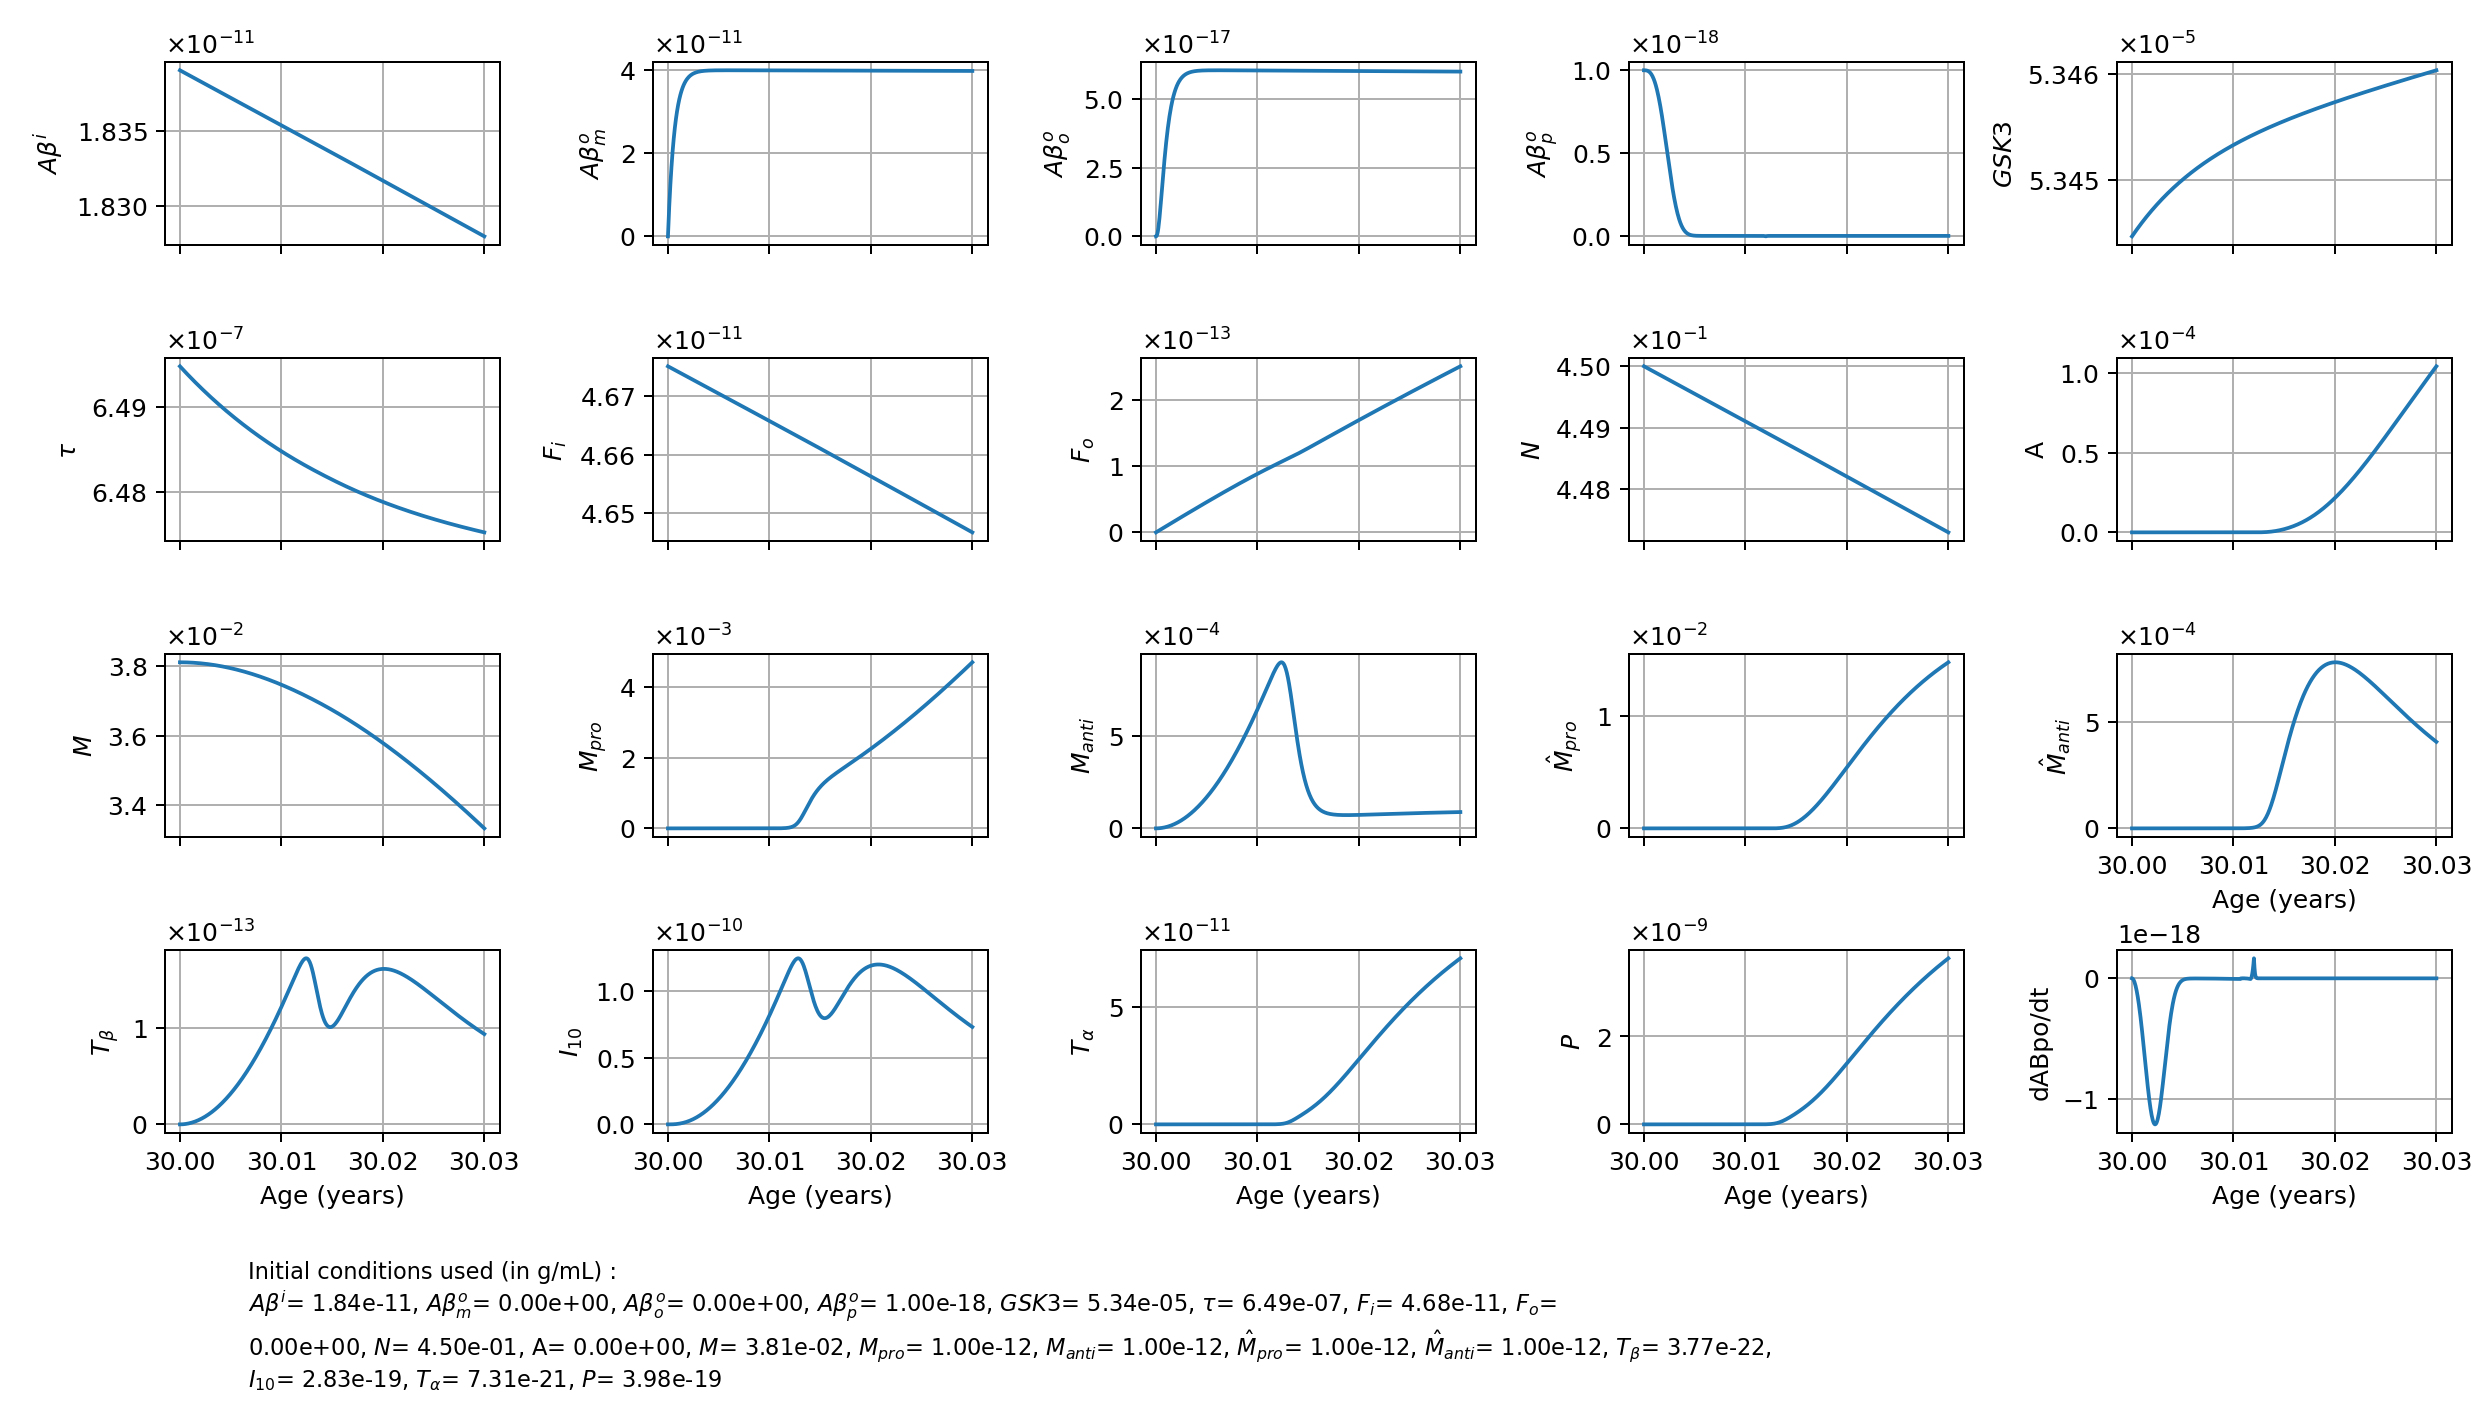 ×10⁻¹¹ ×10⁻¹¹ ×10⁻¹⁷ ×10⁻¹⁸ ×10⁻⁵
Aβⁱ 1.835 1.830
Aβₘᵒ 4 2 0
Aβₒᵒ 5.0 2.5 0.0
Aβₚᵒ 1.0 0.5 0.0
GSK3 5.346 5.345
×10⁻⁷ ×10⁻¹¹ ×10⁻¹³ ×10⁻¹ ×10⁻⁴
τ 6.49 6.48
Fᵢ 4.67 4.66 4.65
Fₒ 2 1 0
N 4.50 4.49 4.48
A 1.0 0.5 0.0
×10⁻² ×10⁻³ ×10⁻⁴ ×10⁻² ×10⁻⁴
M 3.8 3.6 3.4
Mₚᵣₒ 4 2 0
M_anti 5 0
M̂ₚᵣₒ 1 0
M̂_anti 5 0
30.00 30.01 30.02 30.03
Age (years)
×10⁻¹³ ×10⁻¹⁰ ×10⁻¹¹ ×10⁻⁹ 1e−18
Tᵦ 1 0
I₁₀ 1.0 0.5 0.0
T_α 5 0
P 2 0
dABpo/dt 0 −1
30.00 30.01 30.02 30.03 30.00 30.01 30.02 30.03 30.00 30.01 30.02 30.03 30.00 30.01 30.02 30.03 30.00 30.01 30.02 30.03
Age (years) Age (years) Age (years) Age (years) Age (years)
Initial conditions used (in g/mL) :
Aβⁱ= 1.84e-11, Aβₘᵒ= 0.00e+00, Aβₒᵒ= 0.00e+00, Aβₚᵒ= 1.00e-18, GSK3= 5.34e-05, τ= 6.49e-07, Fᵢ= 4.68e-11, Fₒ=
0.00e+00, N= 4.50e-01, A= 0.00e+00, M= 3.81e-02, Mₚᵣₒ= 1.00e-12, M_anti= 1.00e-12, M̂ₚᵣₒ= 1.00e-12, M̂_anti= 1.00e-12, Tᵦ= 3.77e-22,
I₁₀= 2.83e-19, T_α= 7.31e-21, P= 3.98e-19